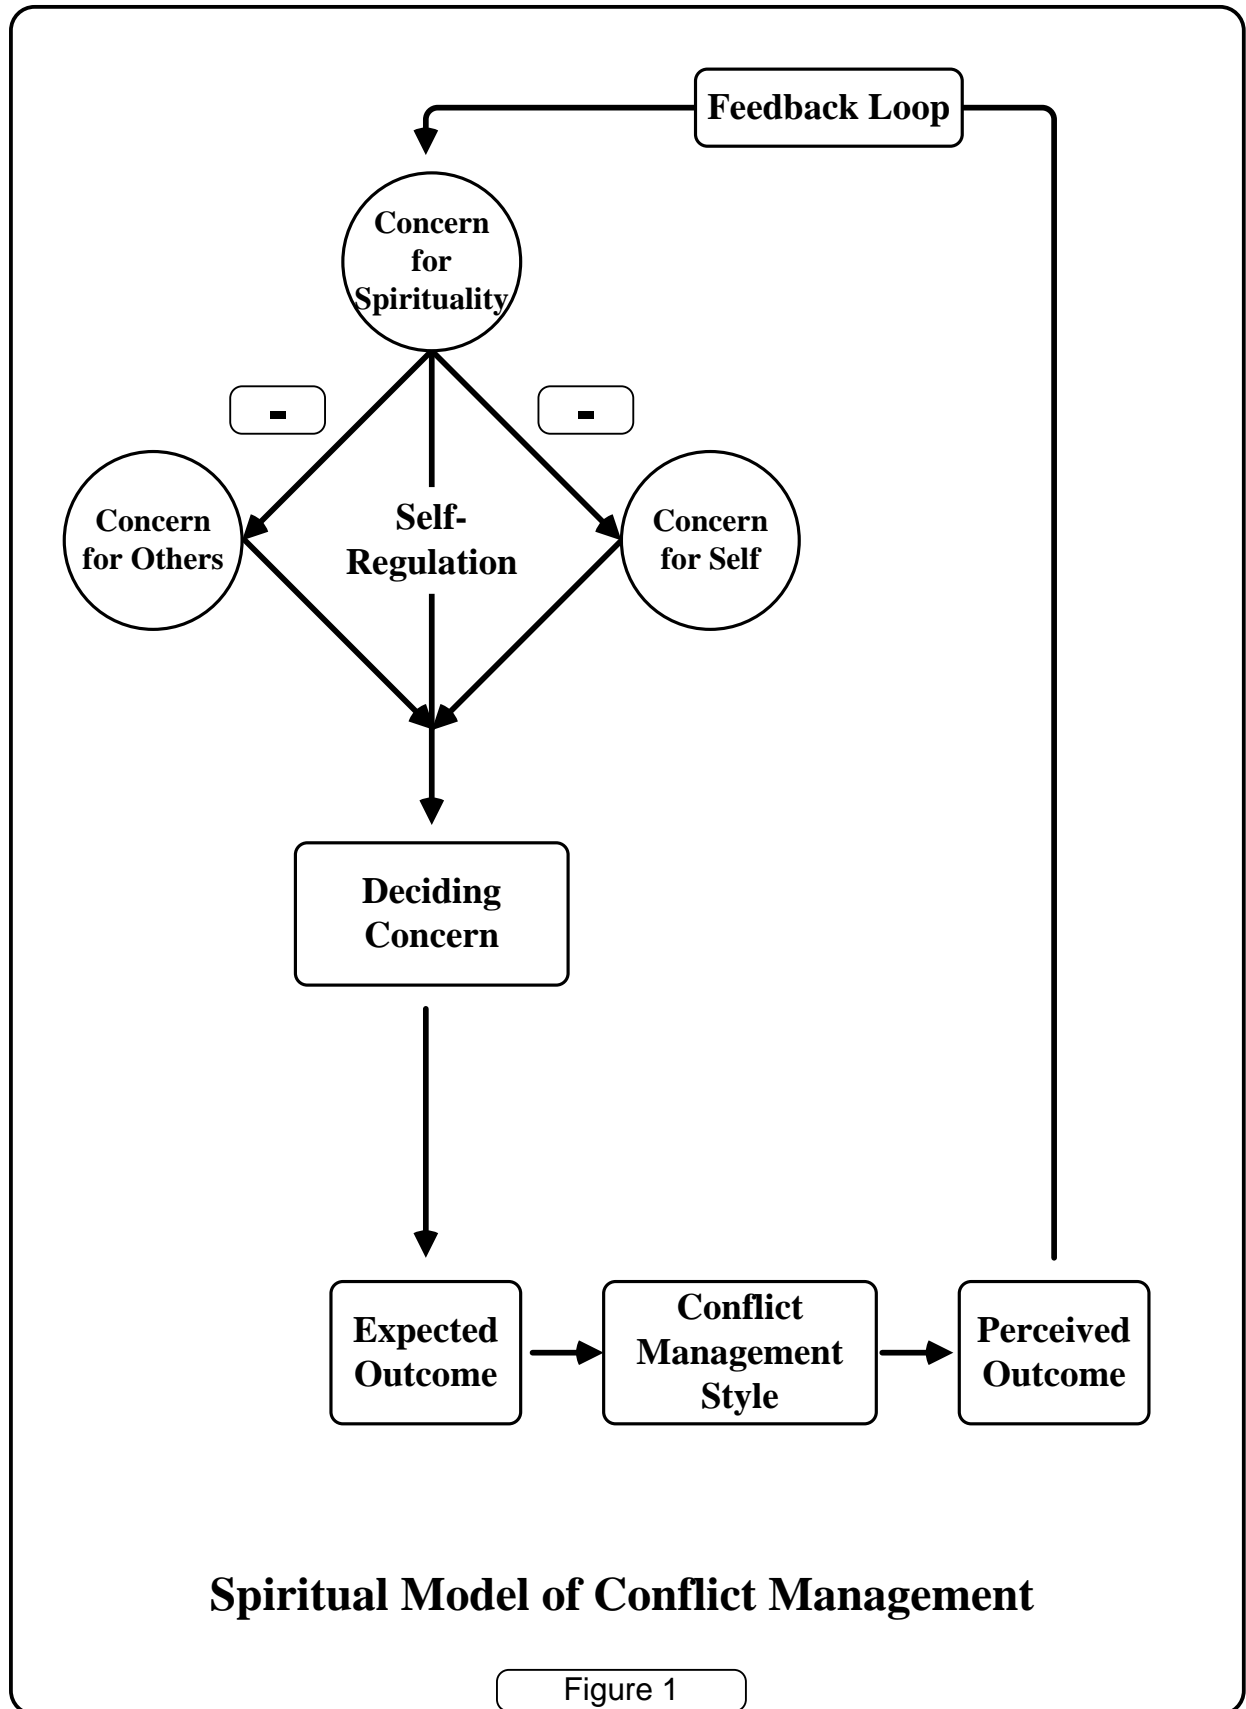 Feedback Loop
Concern
for
Spirituality
-
-
Concern
for Others
Self-
Regulation
Concern
for Self
Deciding
Concern
Expected
Outcome
Conflict
Management
Style
Perceived
Outcome
Spiritual Model of Conflict Management
Figure 1